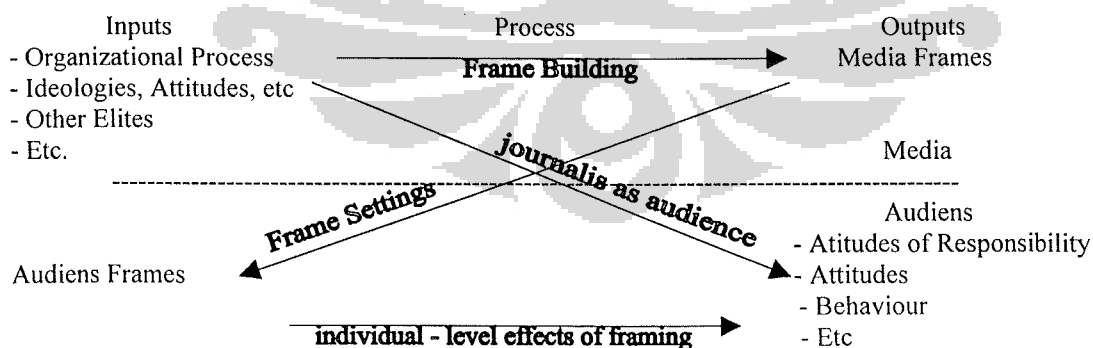 Inputs
- Organizational Process
- Ideologies, Attitudes, etc
- Other Elites
- Etc.
Process
Frame Building
Outputs
Media Frames
journalis as audience
Media
Frame Settings
Audiens
- Atitudes of Responsibility
- Attitudes
- Behaviour
- Etc
Audiens Frames
individual - level effects of framing